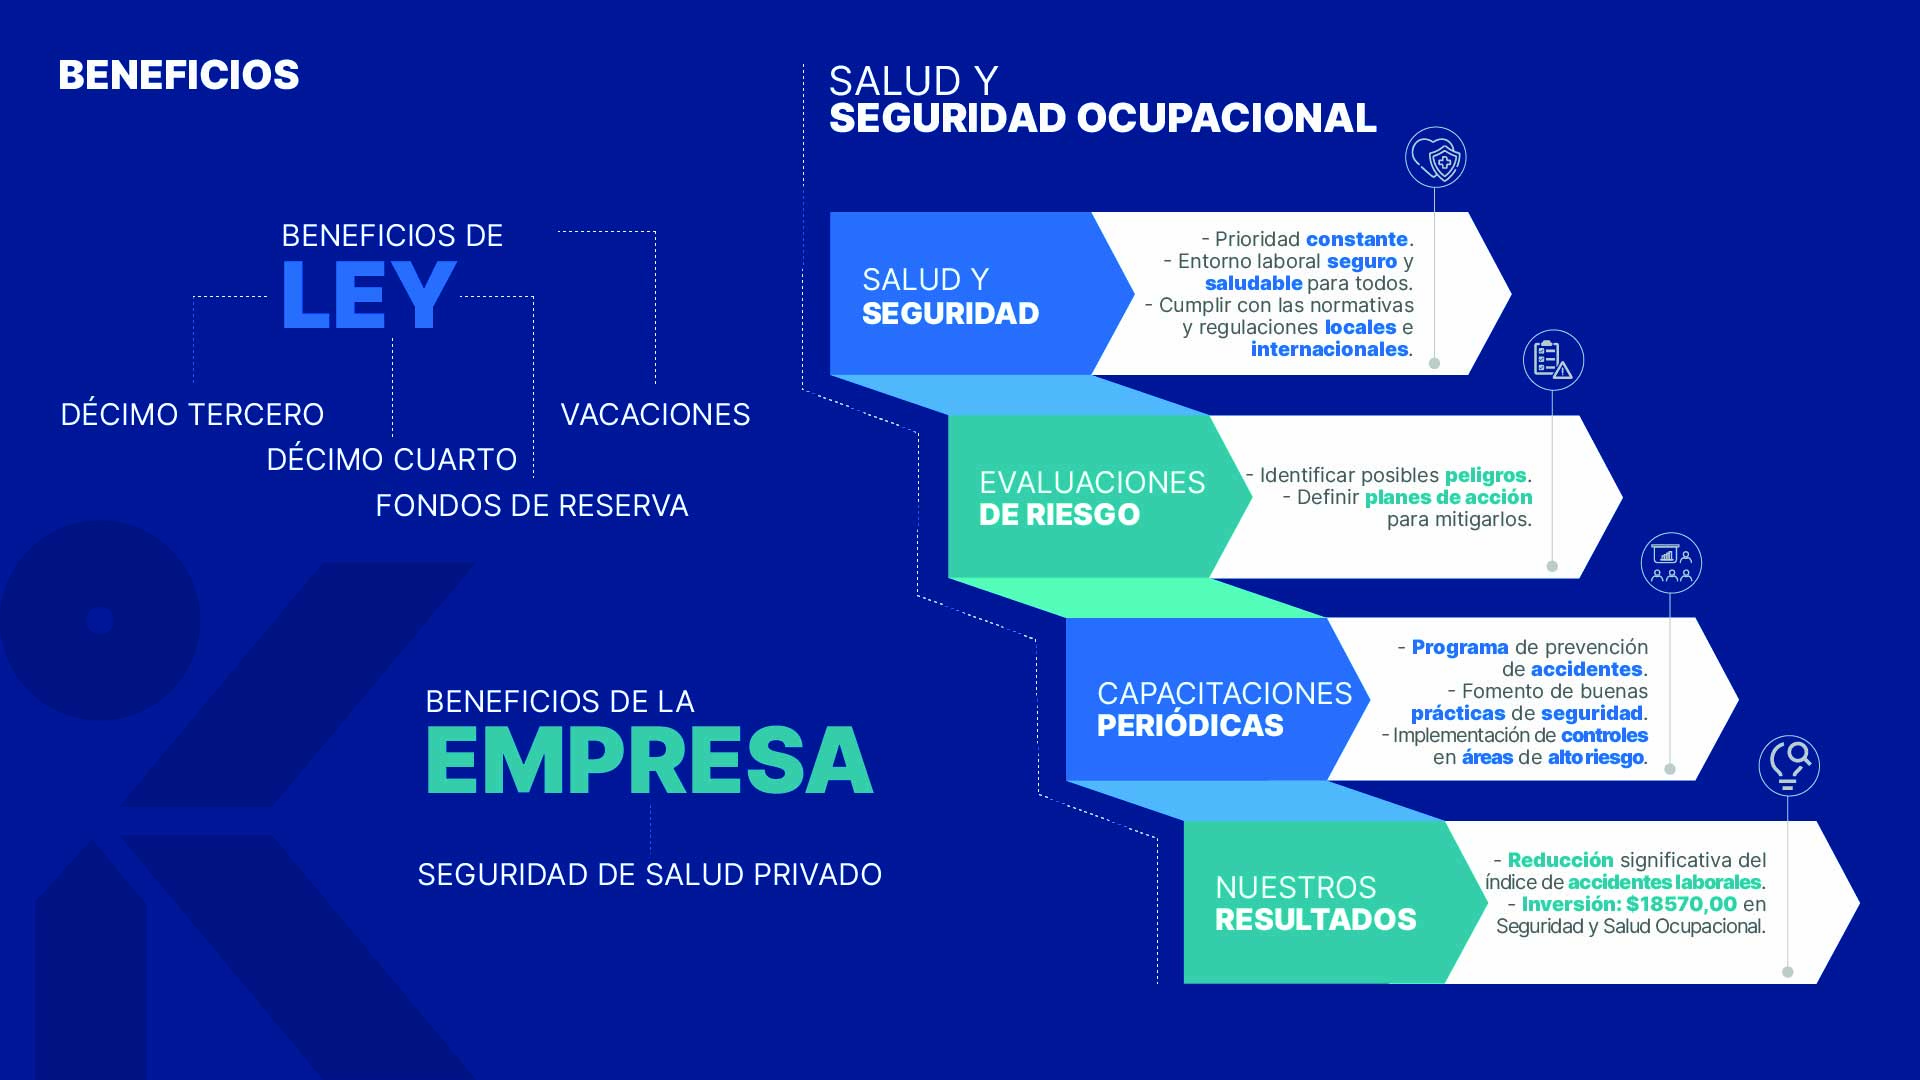 BENEFICIOS
BENEFICIOS DE
LEY
DÉCIMO TERCERO
VACACIONES
DÉCIMO CUARTO
FONDOS DE RESERVA
BENEFICIOS DE LA
EMPRESA
SEGURIDAD DE SALUD PRIVADO
SALUD Y
SEGURIDAD OCUPACIONAL
SALUD Y
SEGURIDAD
- Prioridad constante.
- Entorno laboral seguro y
saludable para todos.
- Cumplir con las normativas
y regulaciones locales e
internacionales.
EVALUACIONES
DE RIESGO
- Identificar posibles peligros.
- Definir planes de acción
para mitigarlos.
CAPACITACIONES
PERIÓDICAS
- Programa de prevención
de accidentes.
- Fomento de buenas
prácticas de seguridad.
- Implementación de controles
en áreas de alto riesgo.
NUESTROS
RESULTADOS
- Reducción significativa del
índice de accidentes laborales.
- Inversión: $18570,00 en
Seguridad y Salud Ocupacional.